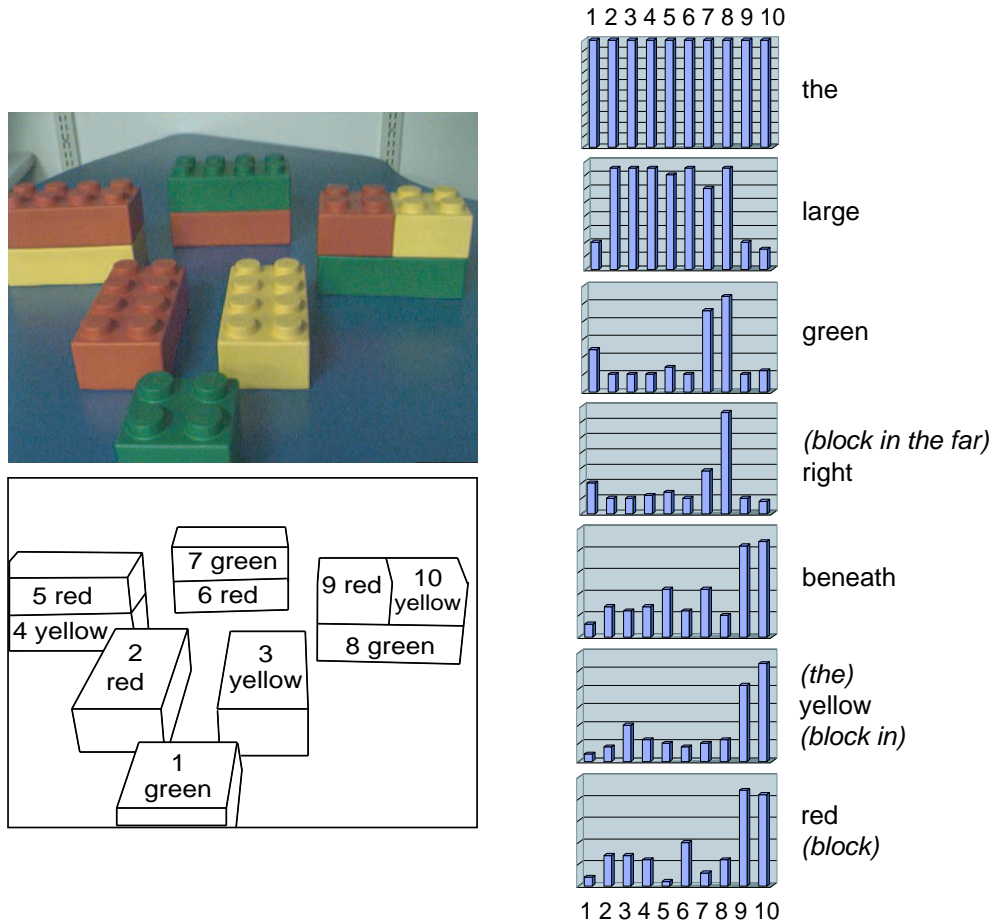 1 2 3 4 5 6 7 8 9 10
the
large
green
(block in the far)
right
beneath
(the)
yellow
(block in)
red
(block)
1 2 3 4 5 6 7 8 9 10
7 green
6 red
5 red
4 yellow
9 red
10
yellow
8 green
2
red
3
yellow
1
green